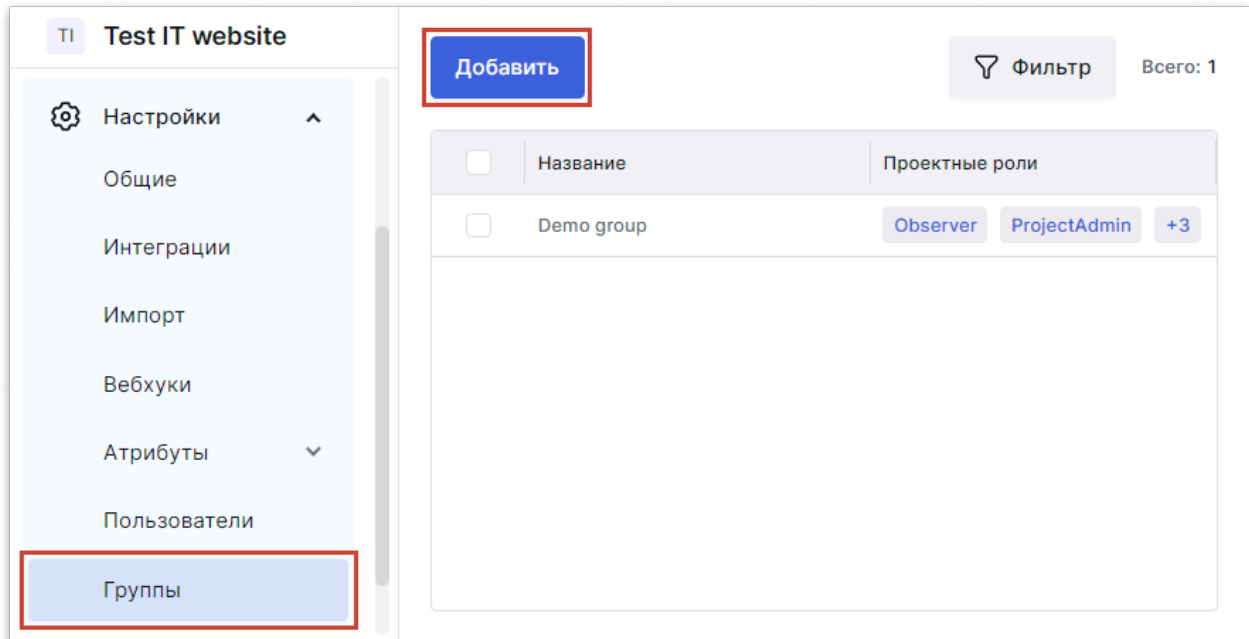 TI Test IT website
Настройки
Общие
Интеграции
Импорт
Вебхуки
Атрибуты
Пользователи
Группы
Добавить
Фильтр Всего: 1
Название Проектные роли
Demo group Observer ProjectAdmin +3